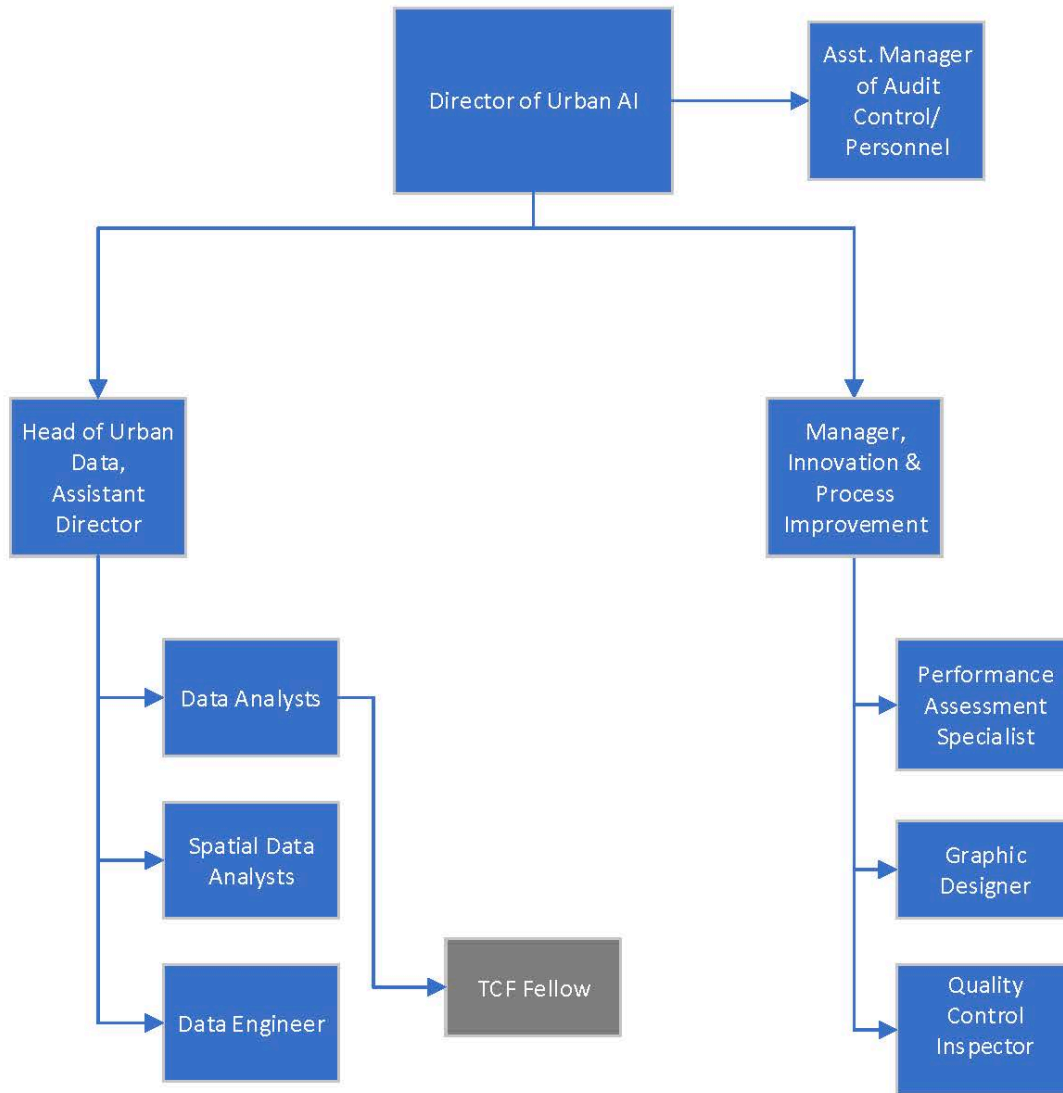 Director of Urban AI
Asst. Manager
of Audit
Control/
Personnel
Head of Urban
Data,
Assistant
Director
Manager,
Innovation &
Process
Improvement
Data Analysts
Spatial Data
Analysts
Data Engineer
TCF Fellow
Performance
Assessment
Specialist
Graphic
Designer
Quality
Control
Inspector